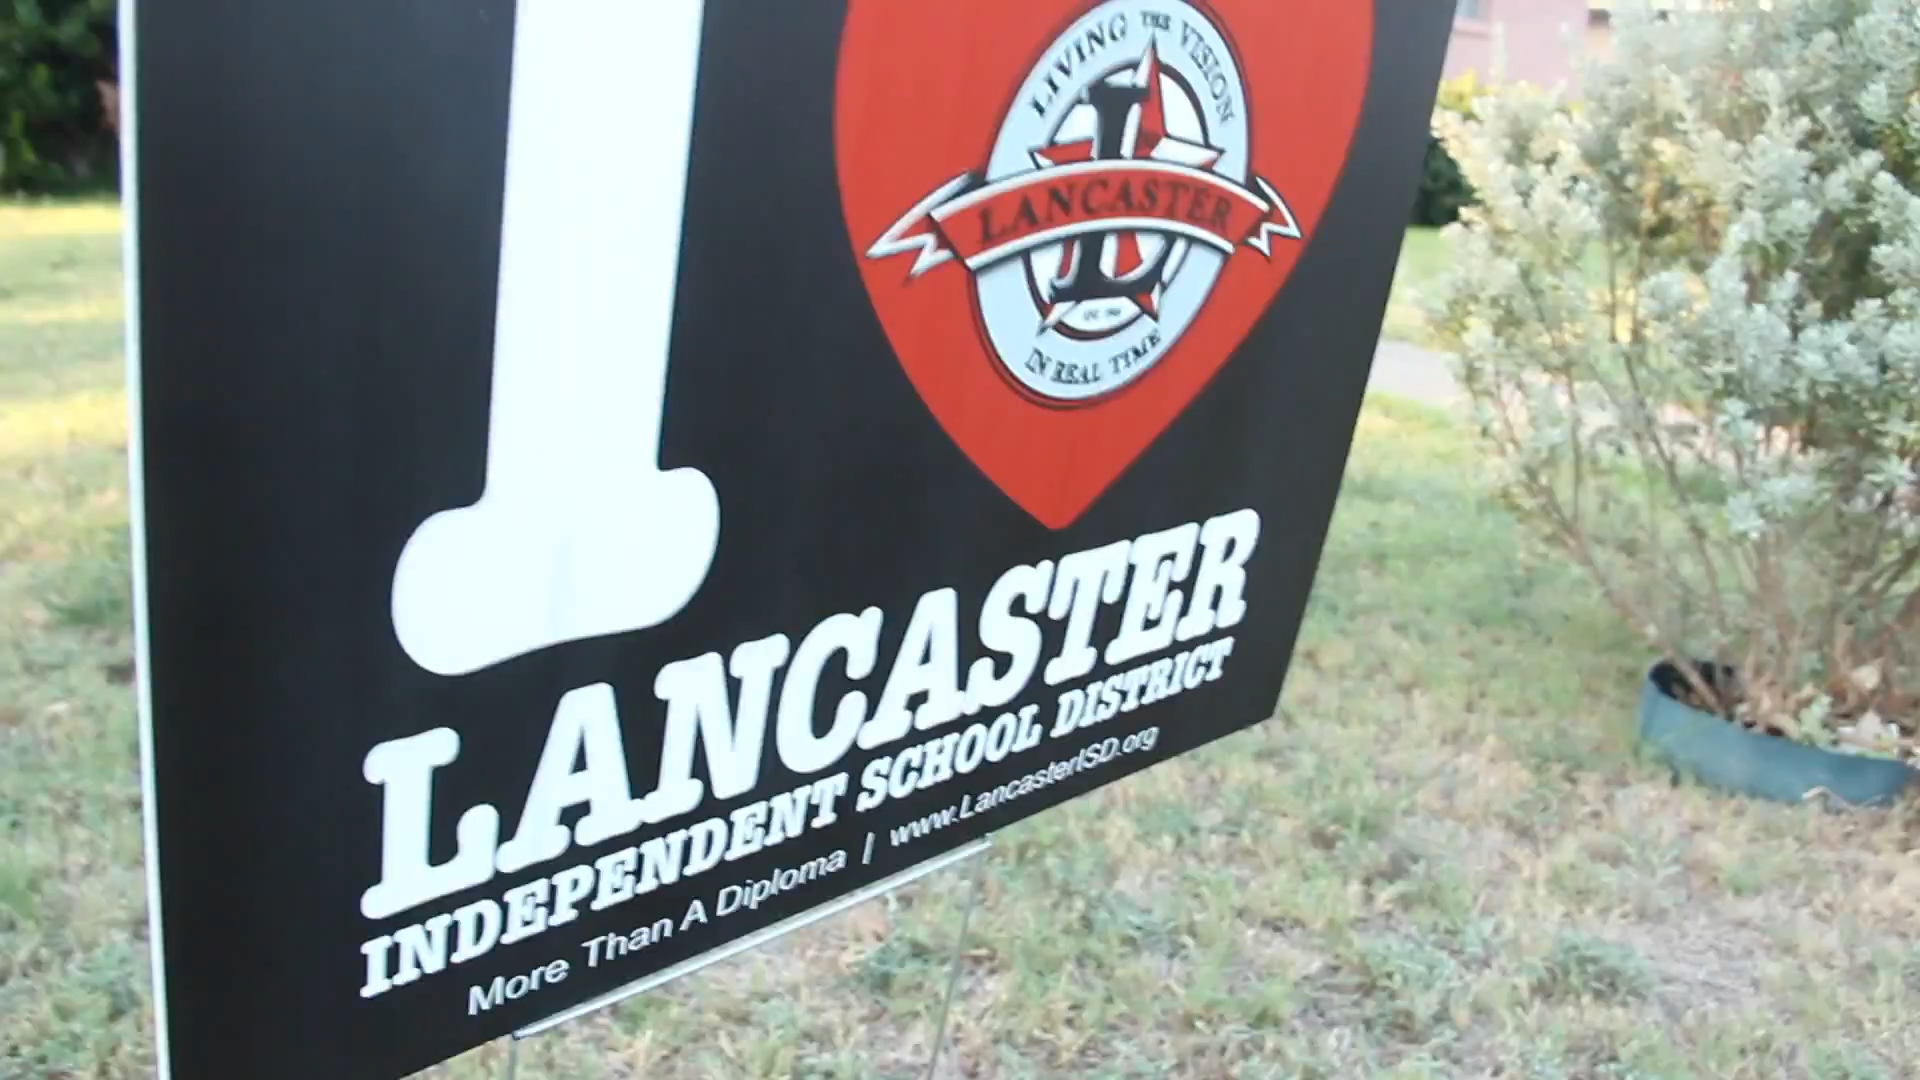 I
LIVING THE VISION
L
LANCASTER
IN REAL TIME
LANCASTER
INDEPENDENT SCHOOL DISTRICT
More Than A Diploma / www.LancasterISD.org